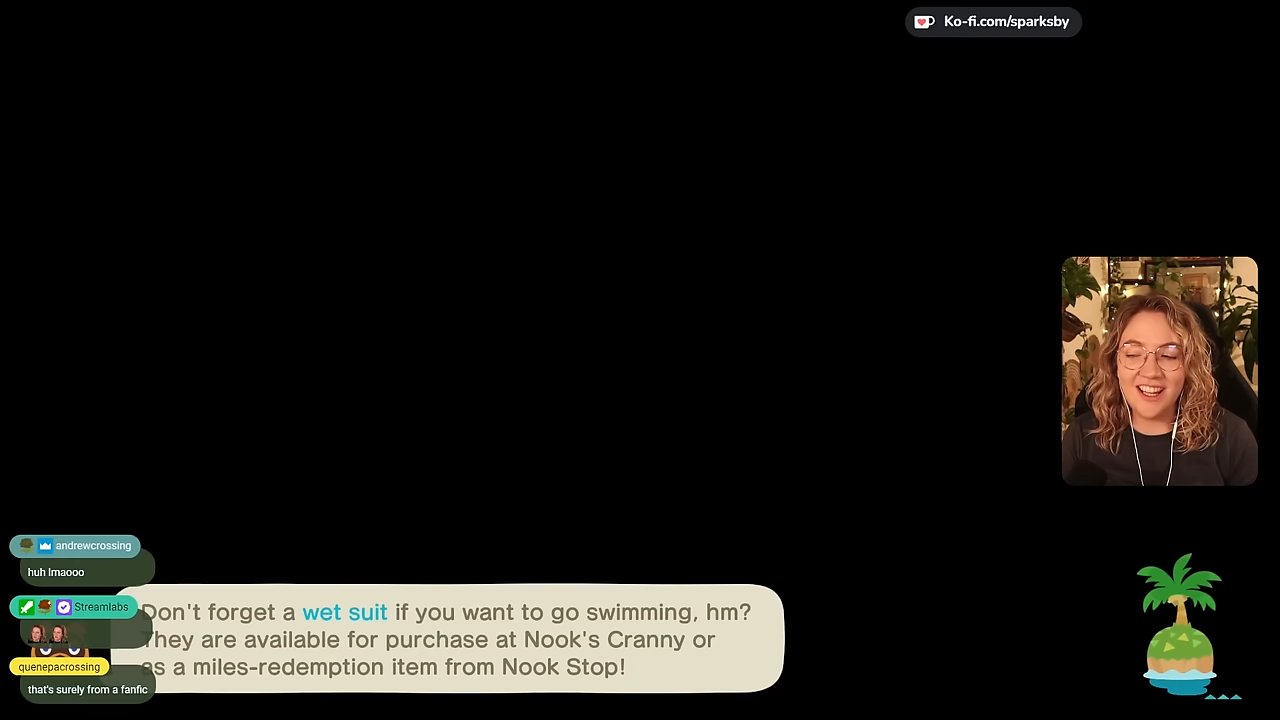 Ko-fi.com/sparksby
andrewcrossing
huh lmaooo
Streamlabs
quenepacrossing
that's surely from a fanfic
Don't forget a wet suit if you want to go swimming, hm?
They are available for purchase at Nook's Cranny or
as a miles-redemption item from Nook Stop!